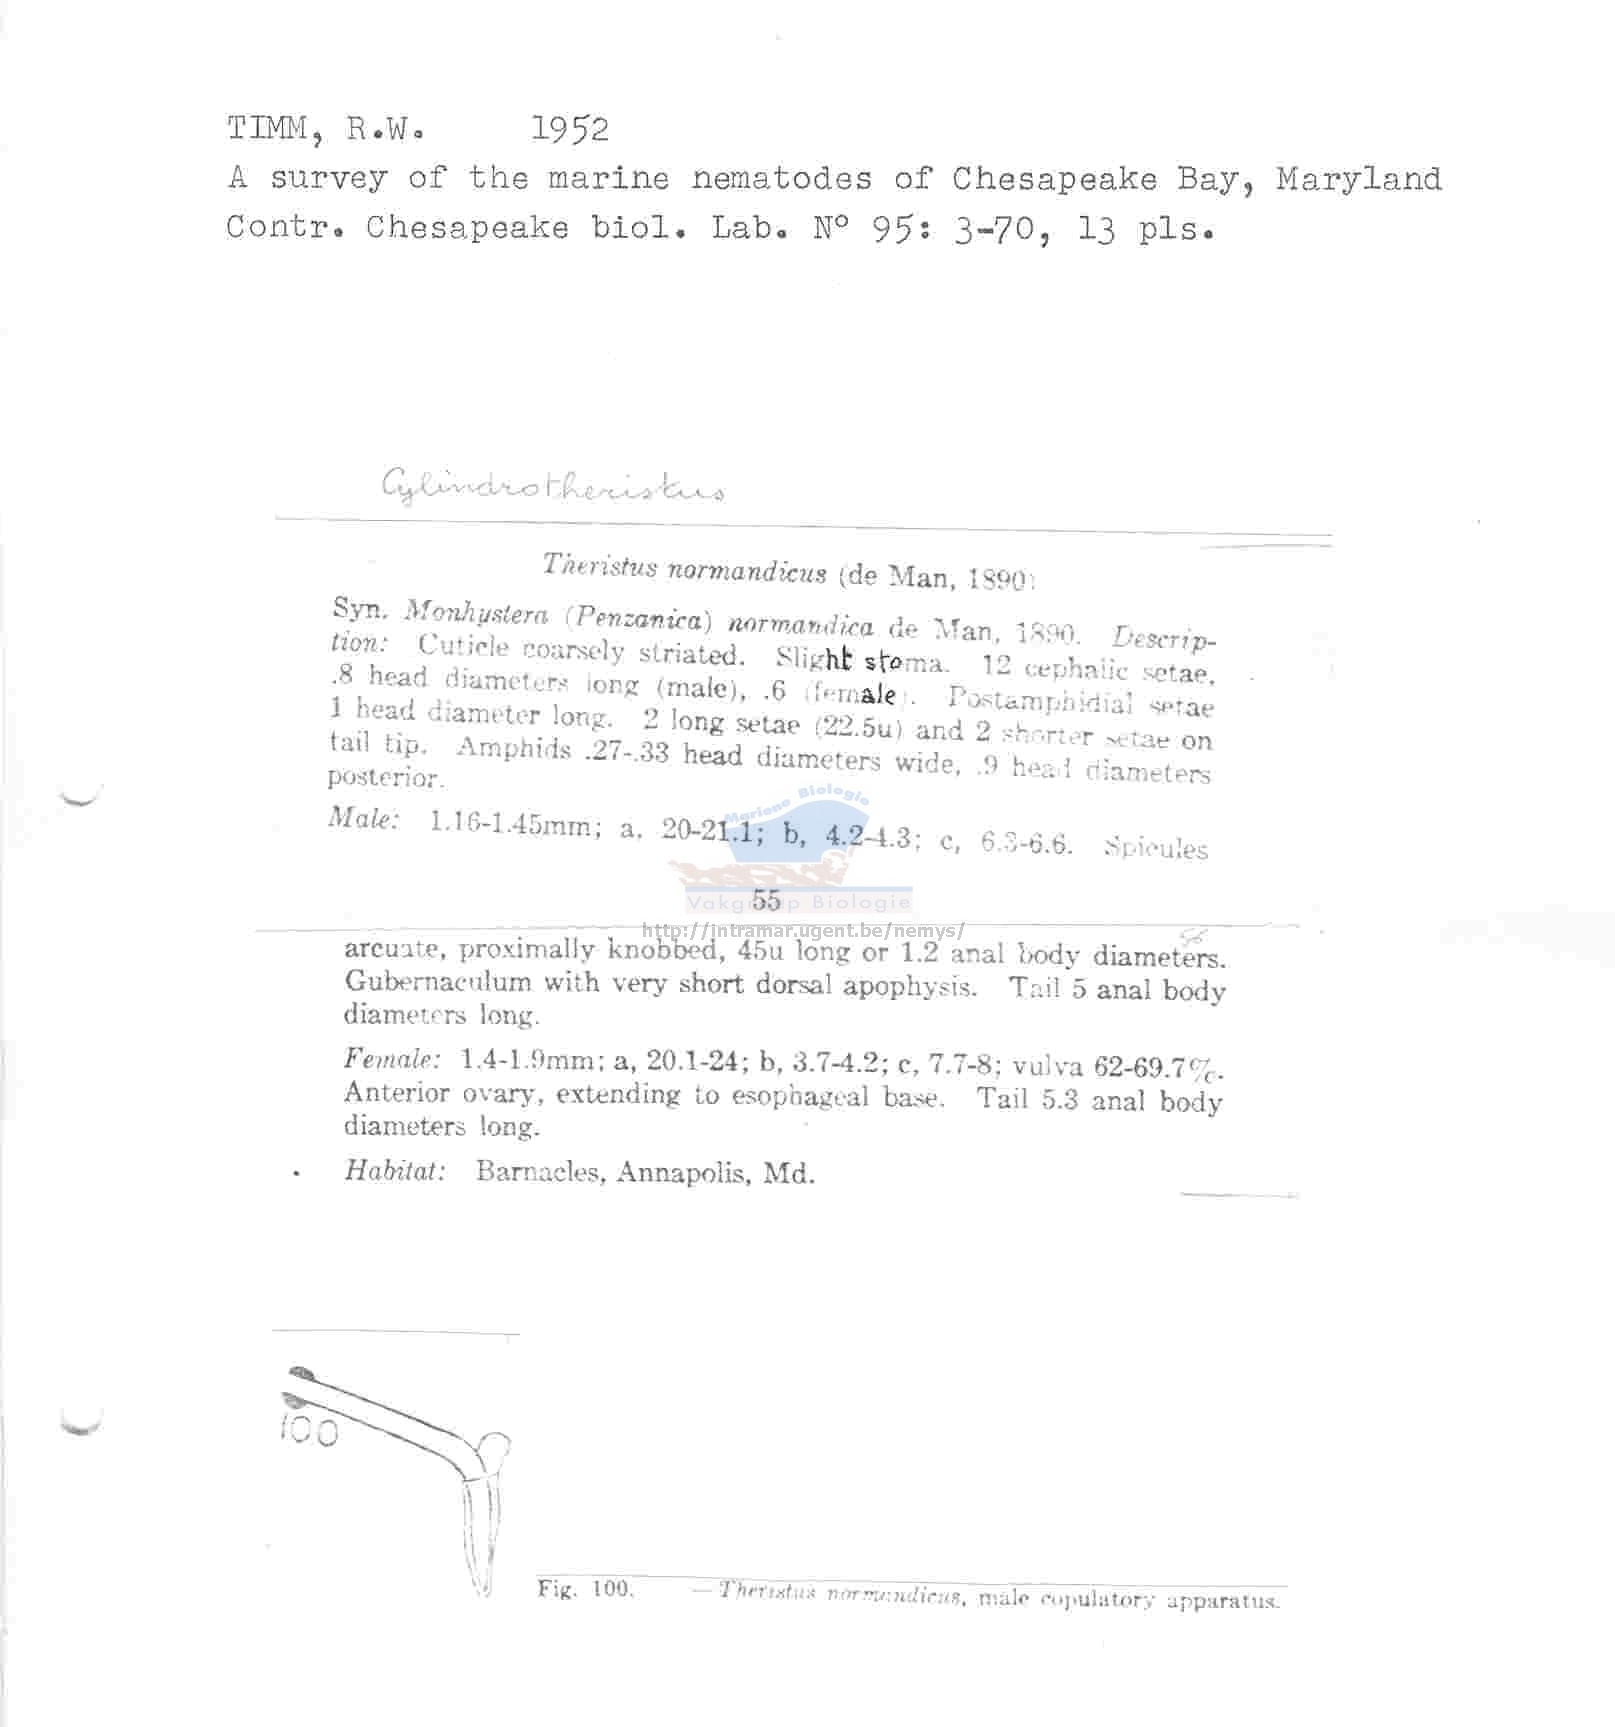 TIMM, R.W. 1952
A survey of the marine nematodes of Chesapeake Bay, Maryland
Contr. Chesapeake biol. Lab. Nº 95: 3-70, 13 pls.
Cylindrotheristus
Theristus normandicus (de Man, 1890)
Syn. Monhystera (Penzanica) normandica de Man, 1890. Descrip-
tion: Cuticle coarsely striated. Slight stoma. 12 cephalic setae,
.8 head diameters long (male), .6 (female). Postamphidial setae
1 head diameter long. 2 long setae (22.5u) and 2 shorter setae on
tail tip. Amphids .27-.33 head diameters wide, .9 head diameters
posterior.
Mariene Biologie
Male: 1.16-1.45mm; a, 20-21.1; b, 4.2-4.3; c, 6.3-6.6. Spicules
55
Vakgroep Biologie
http://intramar.ugent.be/nemys/
56
arcuate, proximally knobbed, 45u long or 1.2 anal body diameters.
Gubernaculum with very short dorsal apophysis. Tail 5 anal body
diameters long.
Female: 1.4-1.9mm; a, 20.1-24; b, 3.7-4.2; c, 7.7-8; vulva 62-69.7%.
Anterior ovary, extending to esophageal base. Tail 5.3 anal body
diameters long.
Habitat: Barnacles, Annapolis, Md.
100
Fig. 100. — Theristus normandicus, male copulatory apparatus.